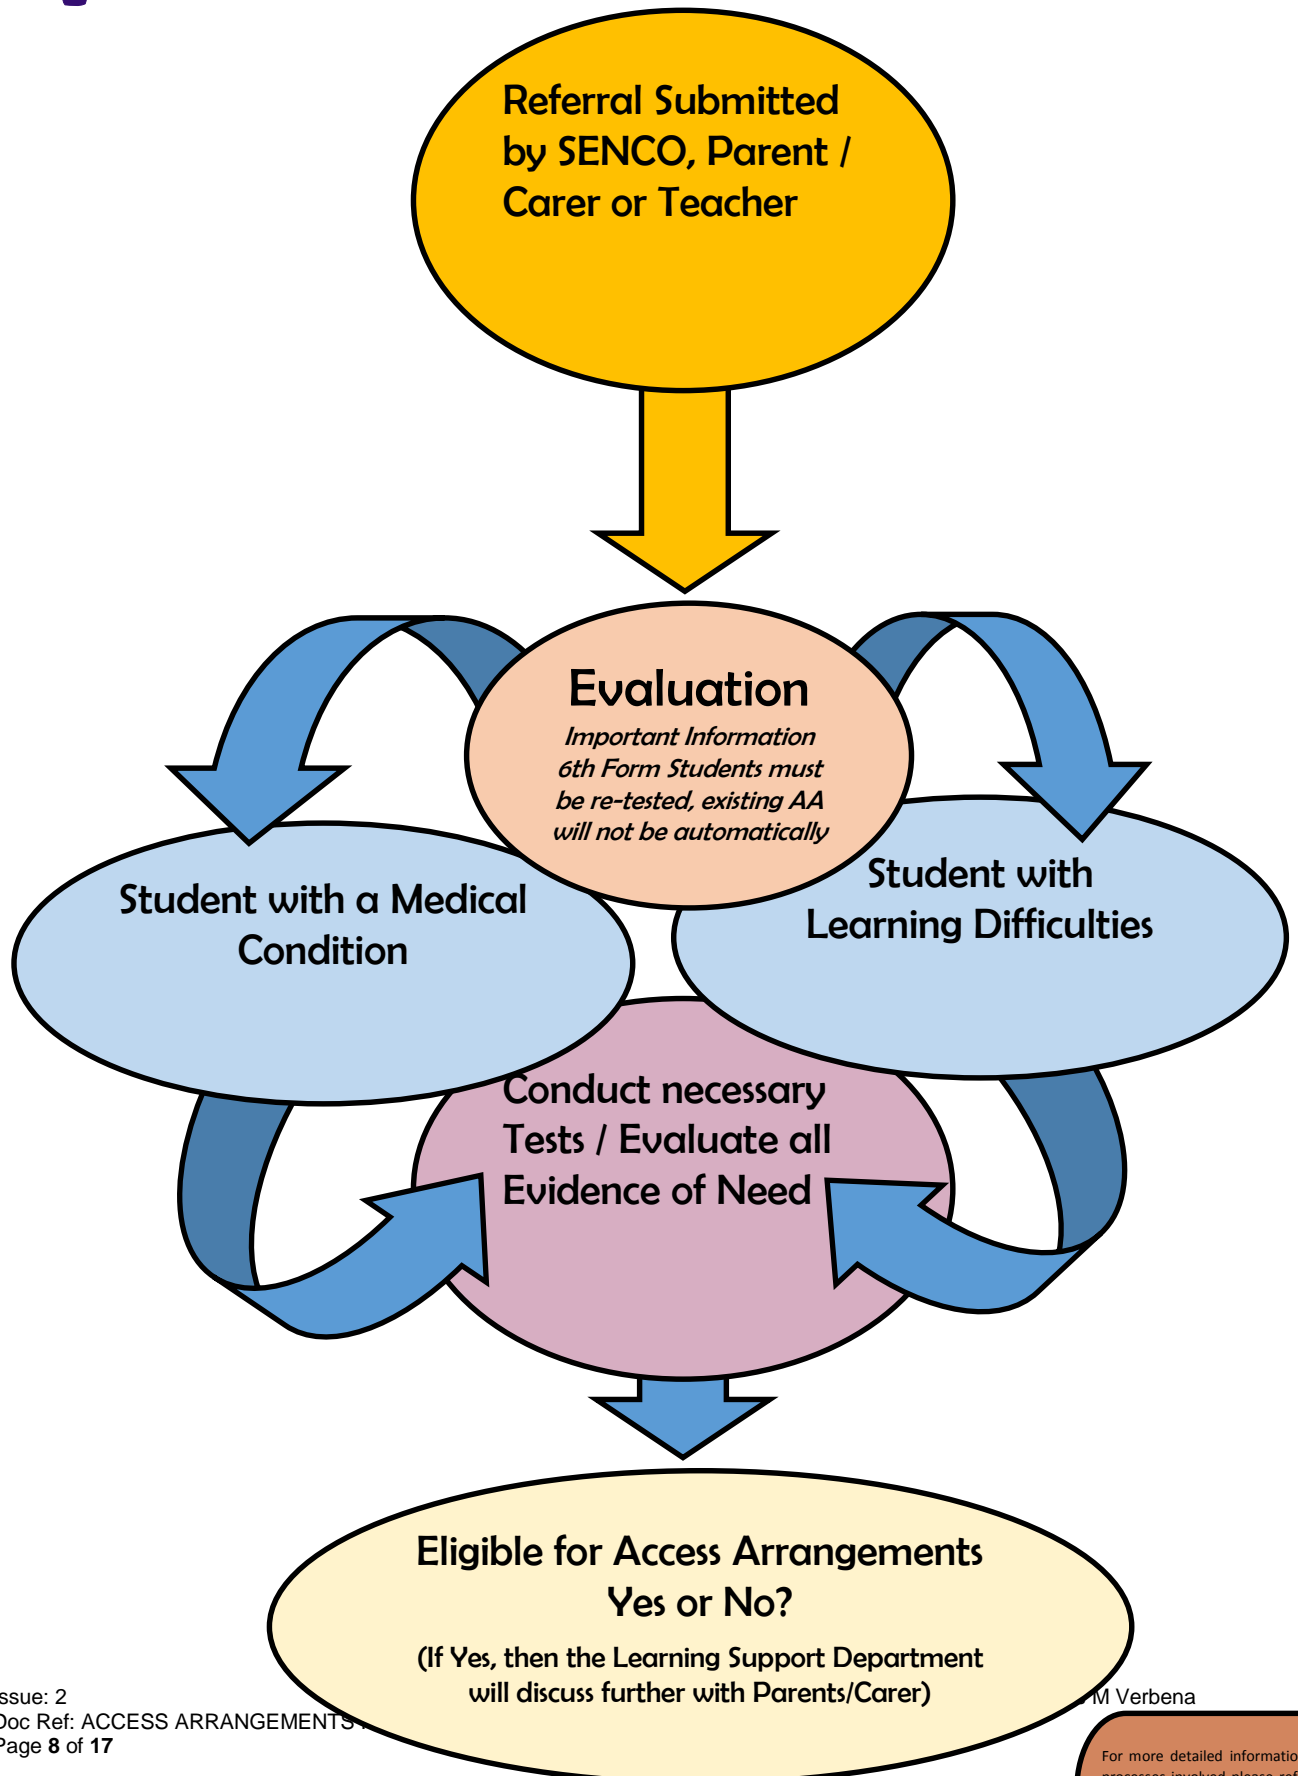 Referral Submitted
by SENCO, Parent /
Carer or Teacher
Evaluation
Important Information
6th Form Students must
be re-tested, existing AA
will not be automatically
Student with a Medical
Condition
Student with
Learning Difficulties
Conduct necessary
Tests / Evaluate all
Evidence of Need
Eligible for Access Arrangements
Yes or No?
(If Yes, then the Learning Support Department
will discuss further with Parents/Carer)
ssue: 2
M Verbena
Doc Ref: ACCESS ARRANGEMENTS
Page 8 of 17
For more detailed informatio